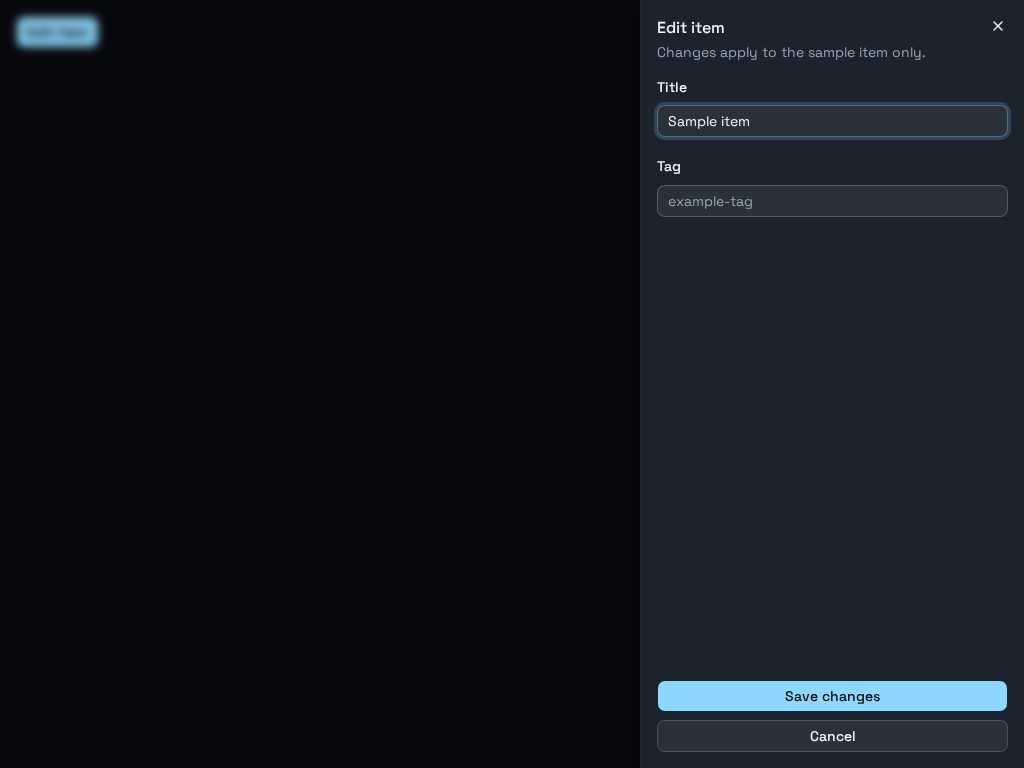 Edit item
Changes apply to the sample item only.
Title
Sample item
Tag
example-tag
Save changes
Cancel